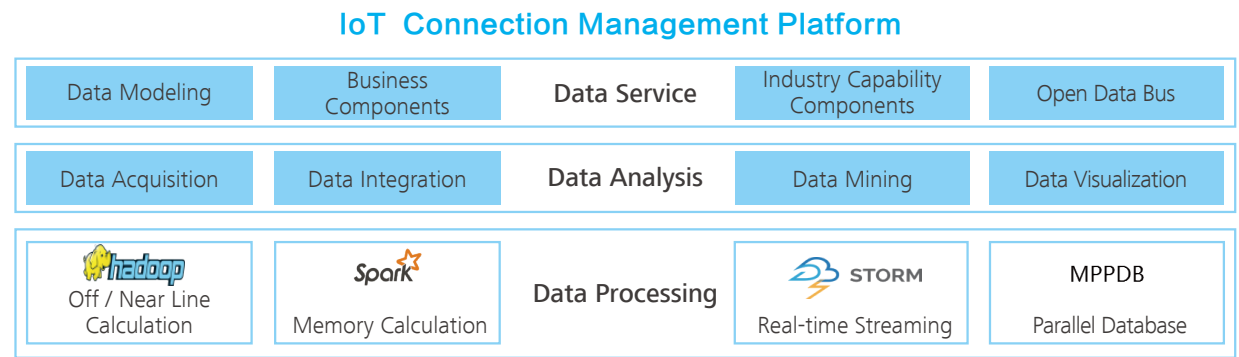 IoT Connection Management Platform
Data Modeling
Business
Components
Data Service
Industry Capability
Components
Open Data Bus
Data Acquisition
Data Integration
Data Analysis
Data Mining
Data Visualization
hadoop
Off / Near Line
Calculation
Spark
Memory Calculation
Data Processing
STORM
Real-time Streaming
MPPDB
Parallel Database